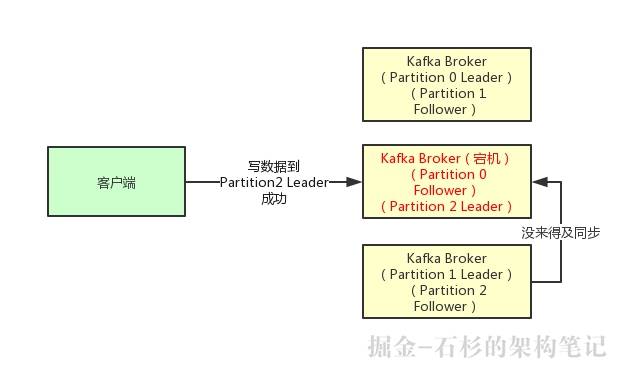 Kafka Broker
( Partition 0 Leader )
( Partition 1
Follower )
客户端
写数据到
Partition2 Leader
成功
Kafka Broker ( 宕机 )
( Partition 0
Follower )
( Partition 2 Leader )
没来得及同步
Kafka Broker
( Partition 1 Leader )
( Partition 2
Follower )
掘金-石杉的架构笔记